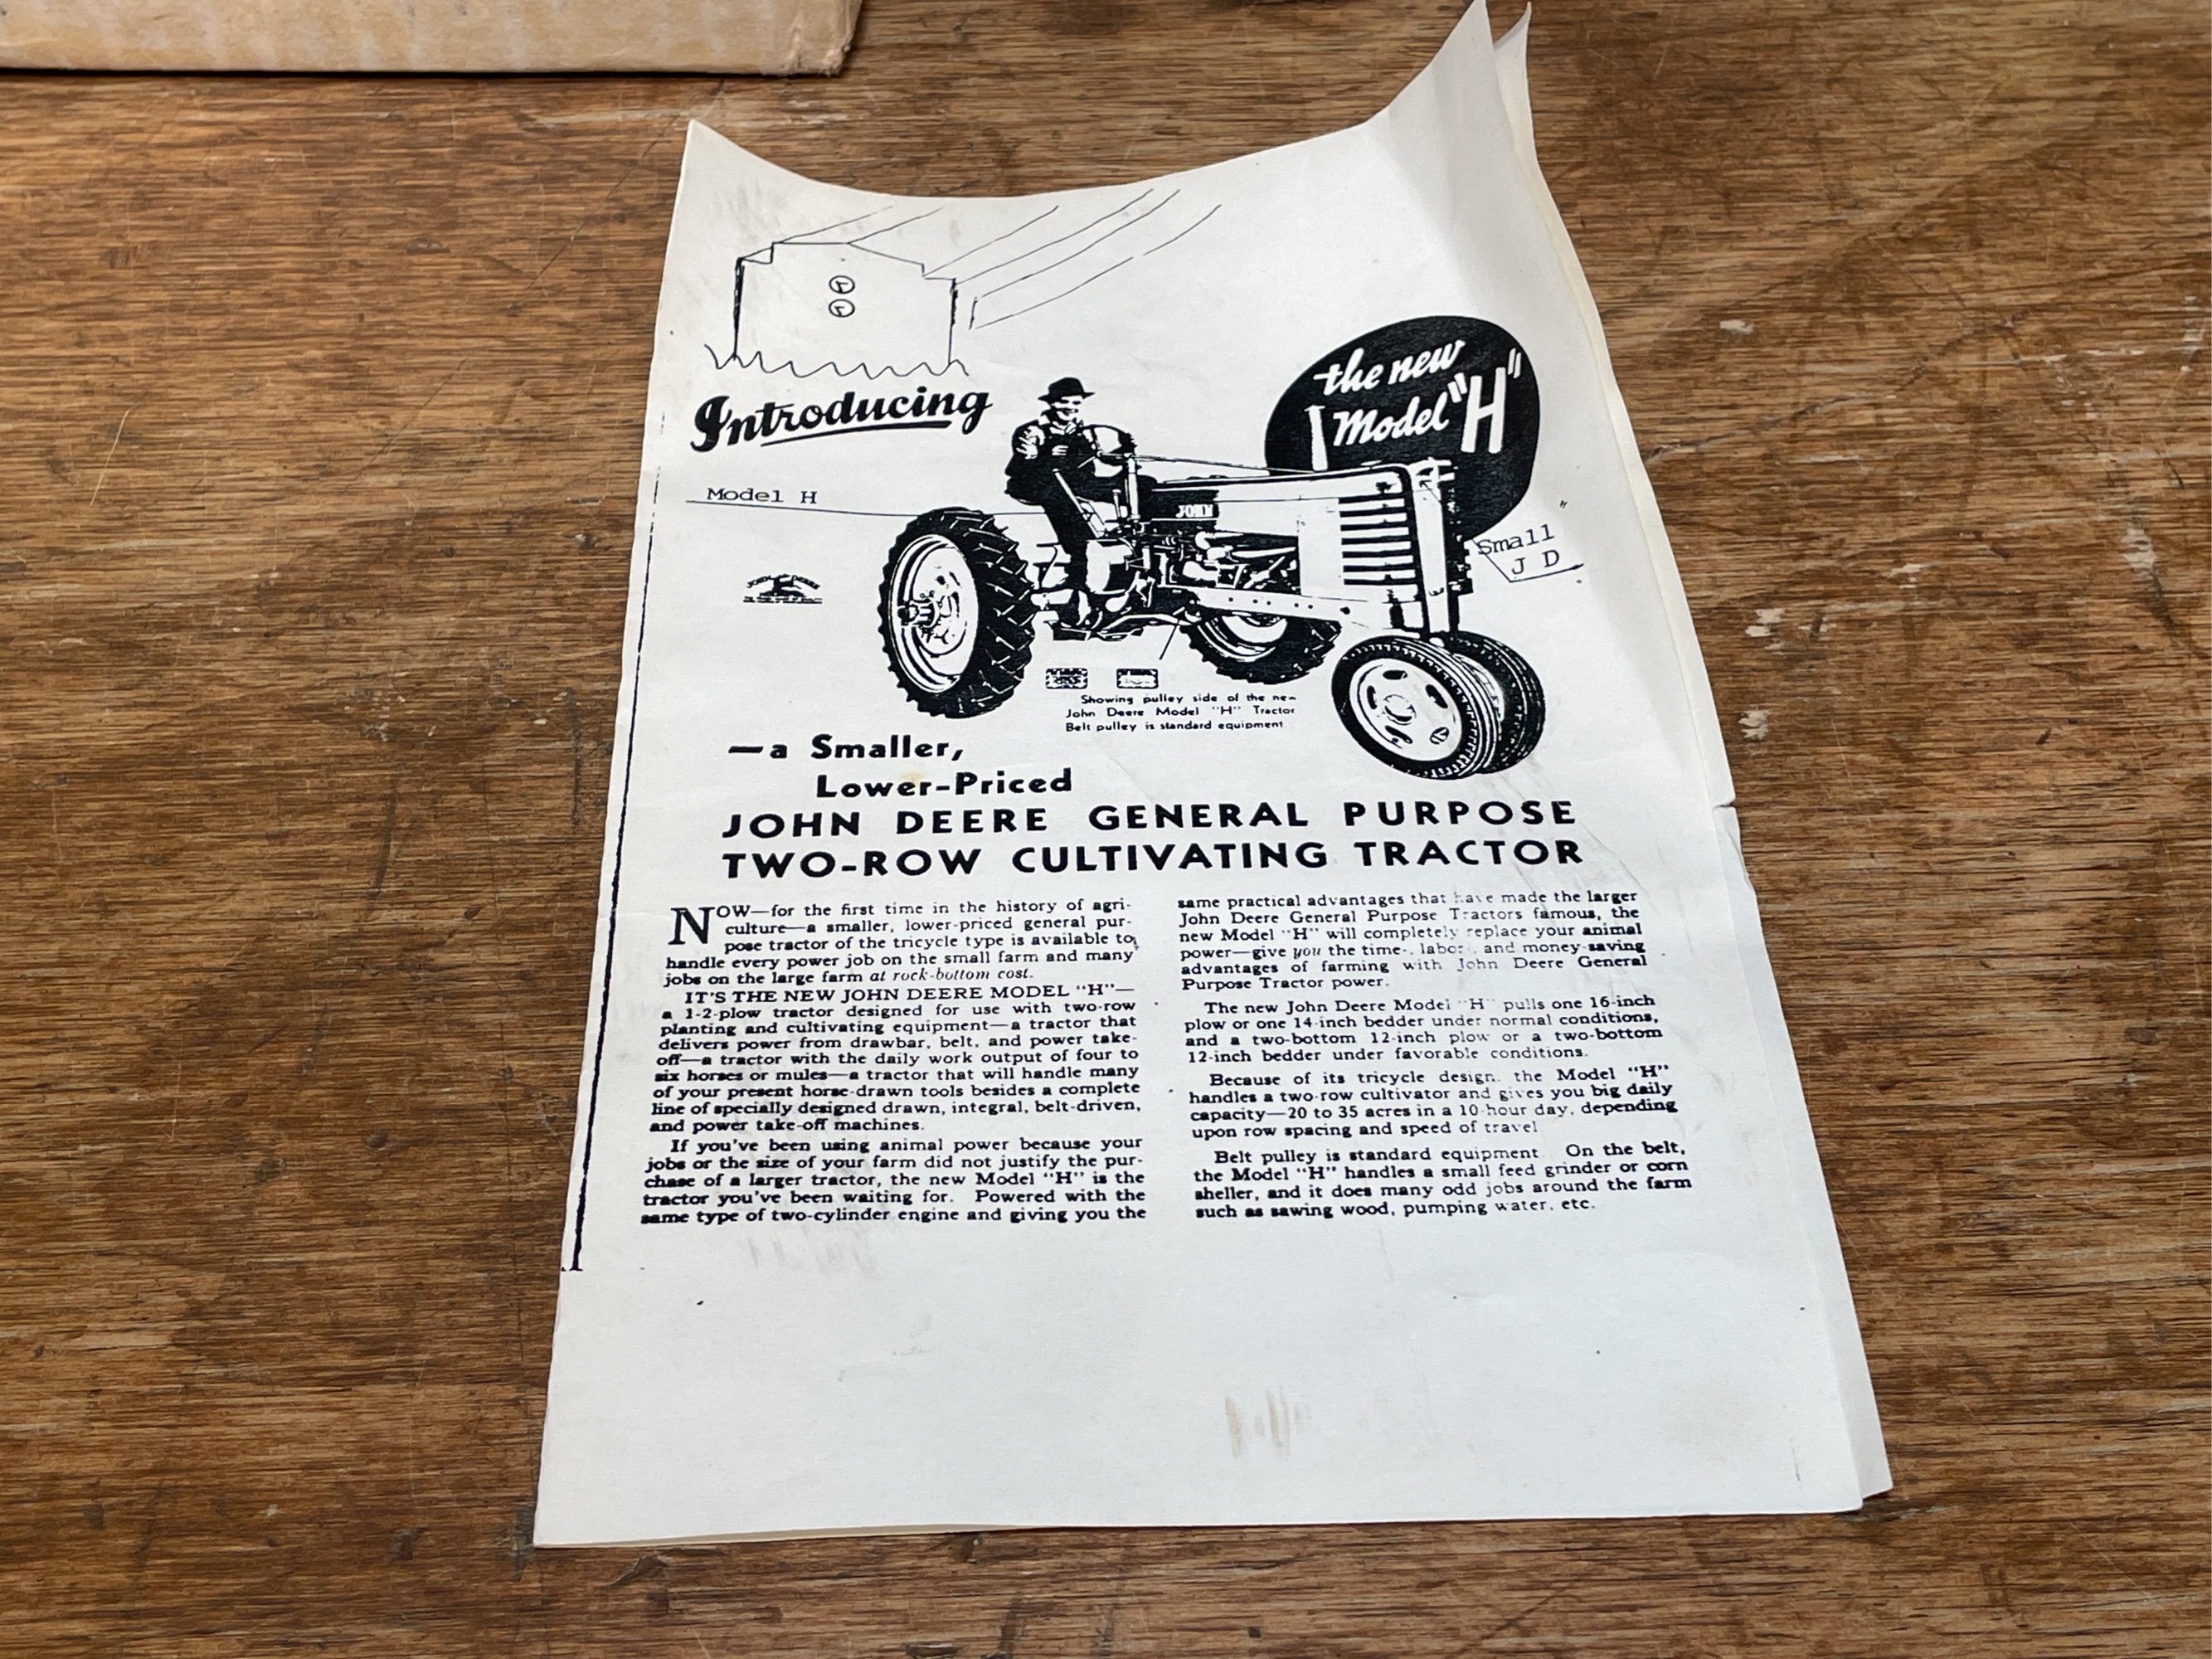 Introducing
the new
Model "H"
Model H
JOHN
Small
J D
JOHN DEERE
Showing pulley side of the new
John Deere Model "H" Tractor
Belt pulley is standard equipment
—a Smaller,
Lower-Priced
JOHN DEERE GENERAL PURPOSE
TWO-ROW CULTIVATING TRACTOR
NOW—for the first time in the history of agri-
culture—a smaller, lower-priced general pur-
pose tractor of the tricycle type is available to
handle every power job on the small farm and many
jobs on the large farm at rock-bottom cost.
IT'S THE NEW JOHN DEERE MODEL "H"—
a 1-2-plow tractor designed for use with two-row
planting and cultivating equipment—a tractor that
delivers power from drawbar, belt, and power take-
off—a tractor with the daily work output of four to
six horses or mules—a tractor that will handle many
of your present horse-drawn tools besides a complete
line of specially designed drawn, integral, belt-driven,
and power take-off machines.
If you've been using animal power because your
jobs or the size of your farm did not justify the pur-
chase of a larger tractor, the new Model "H" is the
tractor you've been waiting for. Powered with the
same type of two-cylinder engine and giving you the
same practical advantages that have made the larger
John Deere General Purpose Tractors famous, the
new Model "H" will completely replace your animal
power—give you the time-, labor-, and money-saving
advantages of farming with John Deere General
Purpose Tractor power.
The new John Deere Model "H" pulls one 16-inch
plow or one 14-inch bedder under normal conditions,
and a two-bottom 12-inch plow or a two-bottom
12-inch bedder under favorable conditions.
Because of its tricycle design, the Model "H"
handles a two-row cultivator and gives you big daily
capacity—20 to 35 acres in a 10-hour day, depending
upon row spacing and speed of travel
Belt pulley is standard equipment On the belt,
the Model "H" handles a small feed grinder or corn
sheller, and it does many odd jobs around the farm
such as sawing wood, pumping water, etc.